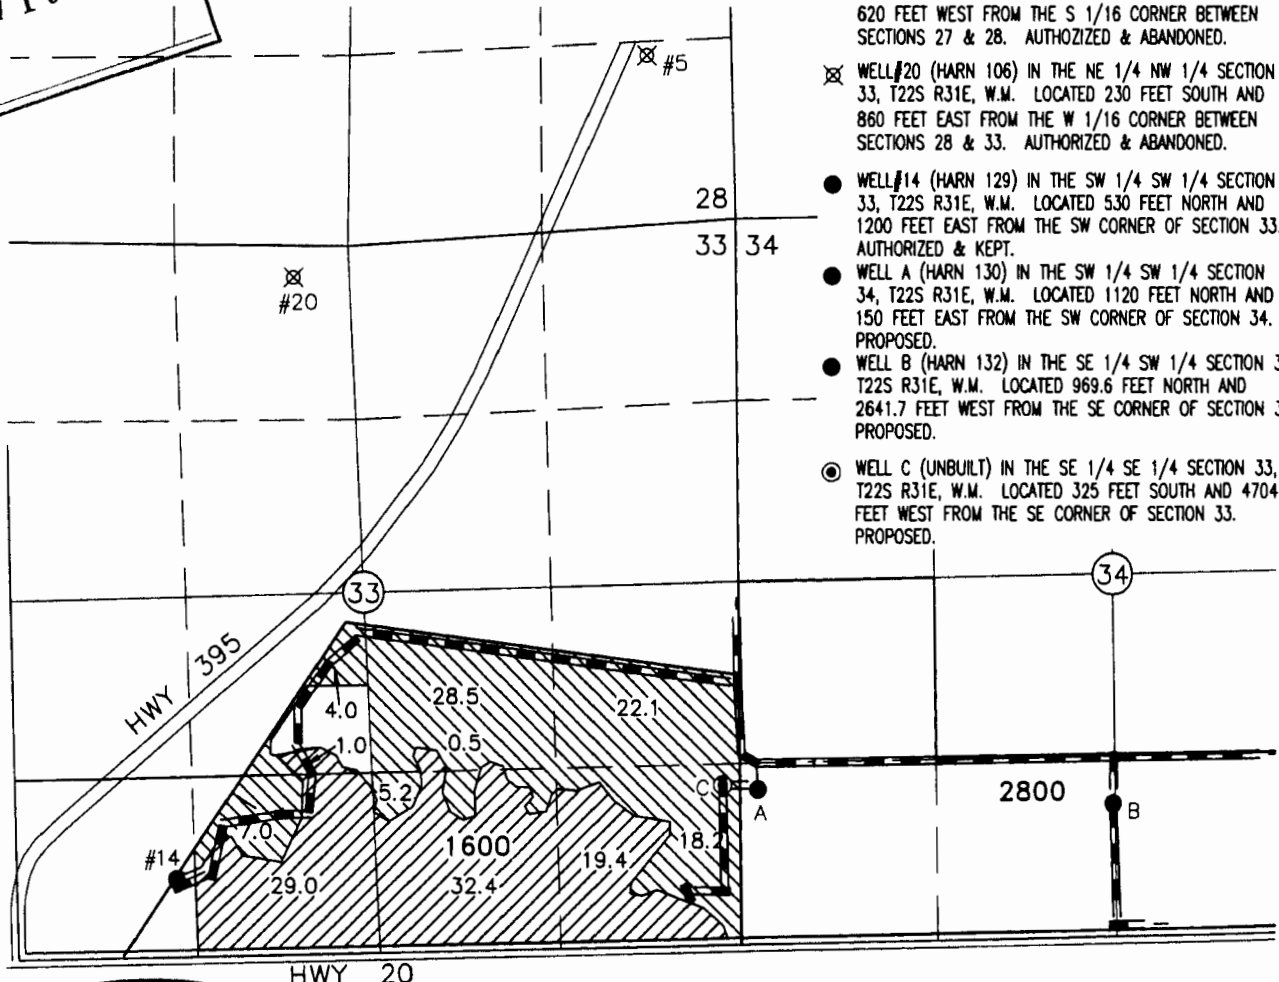 620 FEET WEST FROM THE S 1/16 CORNER BETWEEN
SECTIONS 27 & 28. AUTHOZIZED & ABANDONED.
WELL#20 (HARN 106) IN THE NE 1/4 NW 1/4 SECTION
33, T22S R31E, W.M. LOCATED 230 FEET SOUTH AND
860 FEET EAST FROM THE W 1/16 CORNER BETWEEN
SECTIONS 28 & 33. AUTHORIZED & ABANDONED.
WELL#14 (HARN 129) IN THE SW 1/4 SW 1/4 SECTION
33, T22S R31E, W.M. LOCATED 530 FEET NORTH AND
1200 FEET EAST FROM THE SW CORNER OF SECTION 33.
AUTHORIZED & KEPT.
WELL A (HARN 130) IN THE SW 1/4 SW 1/4 SECTION
34, T22S R31E, W.M. LOCATED 1120 FEET NORTH AND
150 FEET EAST FROM THE SW CORNER OF SECTION 34.
PROPOSED.
WELL B (HARN 132) IN THE SE 1/4 SW 1/4 SECTION
T22S R31E, W.M. LOCATED 969.6 FEET NORTH AND
2641.7 FEET WEST FROM THE SE CORNER OF SECTION
PROPOSED.
WELL C (UNBUILT) IN THE SE 1/4 SE 1/4 SECTION 33,
T22S R31E, W.M. LOCATED 325 FEET SOUTH AND 4704
FEET WEST FROM THE SE CORNER OF SECTION 33.
PROPOSED.
#5
28
33 34
#20
33
34
HWY 395
4.0
28.5
22.1
1.0
0.5
5.2
C
A
2800
B
7.0
1600
18.2
#14
29.0
32.4
19.4
HWY 20